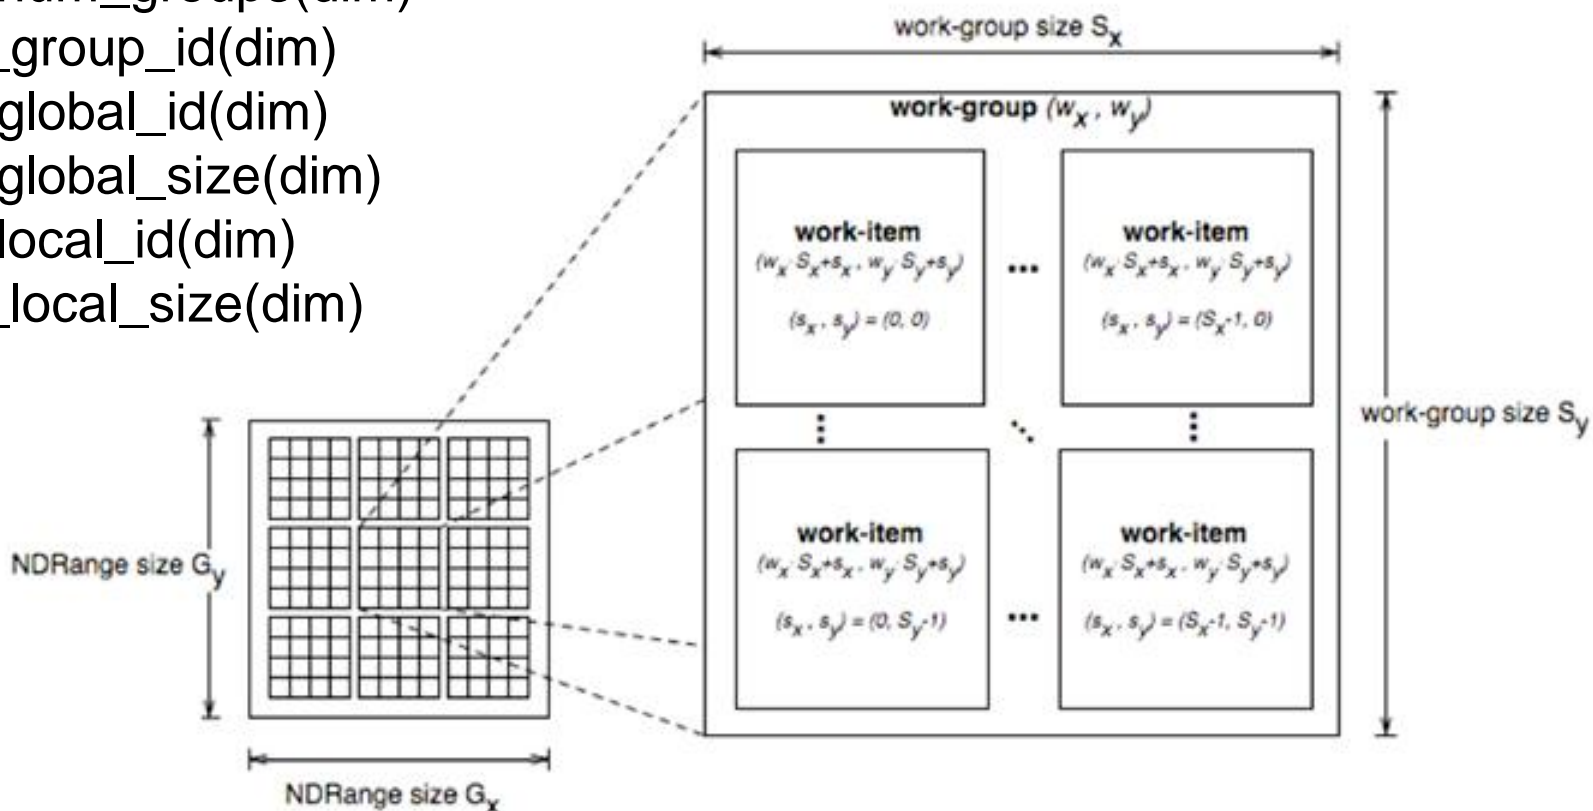 num_groups(dim)
_group_id(dim)
global_id(dim)
global_size(dim)
local_id(dim)
_local_size(dim)
work-group size Sx
work-group (wx, wy)
work-item
(wx Sx+sx, wy Sy+sy)
(sx, sy) = (0, 0)
...
work-item
(wx Sx+sx, wy Sy+sy)
(sx, sy) = (Sx-1, 0)
work-group size Sy
work-item
(wx Sx+sx, wy Sy+sy)
(sx, sy) = (0, Sy-1)
...
work-item
(wx Sx+sx, wy Sy+sy)
(sx, sy) = (Sx-1, Sy-1)
NDRange size Gy
NDRange size Gx